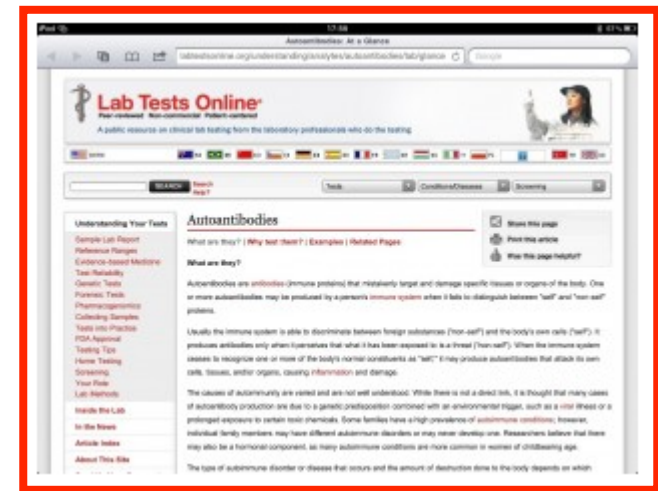 iPad
17:58
61%
Autoantibodies: At a Glance
labtestsonline.org/understanding/analytes/autoantibodies/tab/glance
Google
Lab Tests Online
Peer-reviewed Non-commercial Patient-centered
A public resource on clinical lab testing from the laboratory professionals who do the testing
SEARCH
Search
Help?
Tests
Conditions/Diseases
Screening
Understanding Your Tests
Sample Lab Report
Reference Ranges
Evidence-based Medicine
Test Reliability
Genetic Tests
Forensic Tests
Pharmacogenomics
Collecting Samples
Tests into Practice
FDA Approval
Testing Tips
Home Testing
Screening
Your Role
Lab Methods
Inside the Lab
In the News
Article Index
About This Site
Autoantibodies
What are they? | Why test them? | Examples | Related Pages
What are they?
Autoantibodies are antibodies (immune proteins) that mistakenly target and damage specific tissues or organs of the body. One
or more autoantibodies may be produced by a person's immune system when it fails to distinguish between "self" and "non-self"
proteins.
Usually the immune system is able to discriminate between foreign substances ("non-self") and the body's own cells ("self"). It
produces antibodies only when it perceives that what it has been exposed to is a threat ("non-self"). When the immune system
ceases to recognize one or more of the body's normal constituents as "self," it may produce autoantibodies that attack its own
cells, tissues, and/or organs, causing inflammation and damage.
The causes of autoimmunity are varied and are not well understood. While there is not a direct link, it is thought that many cases
of autoantibody production are due to a genetic predisposition combined with an environmental trigger, such as a viral illness or a
prolonged exposure to certain toxic chemicals. Some families have a high prevalence of autoimmune conditions; however,
individual family members may have different autoimmune disorders or may never develop one. Researchers believe that there
may also be a hormonal component, as many autoimmune conditions are more common in women of childbearing age.
The type of autoimmune disorder or disease that occurs and the amount of destruction done to the body depends on which
Share this page
Print this article
Was this page helpful?